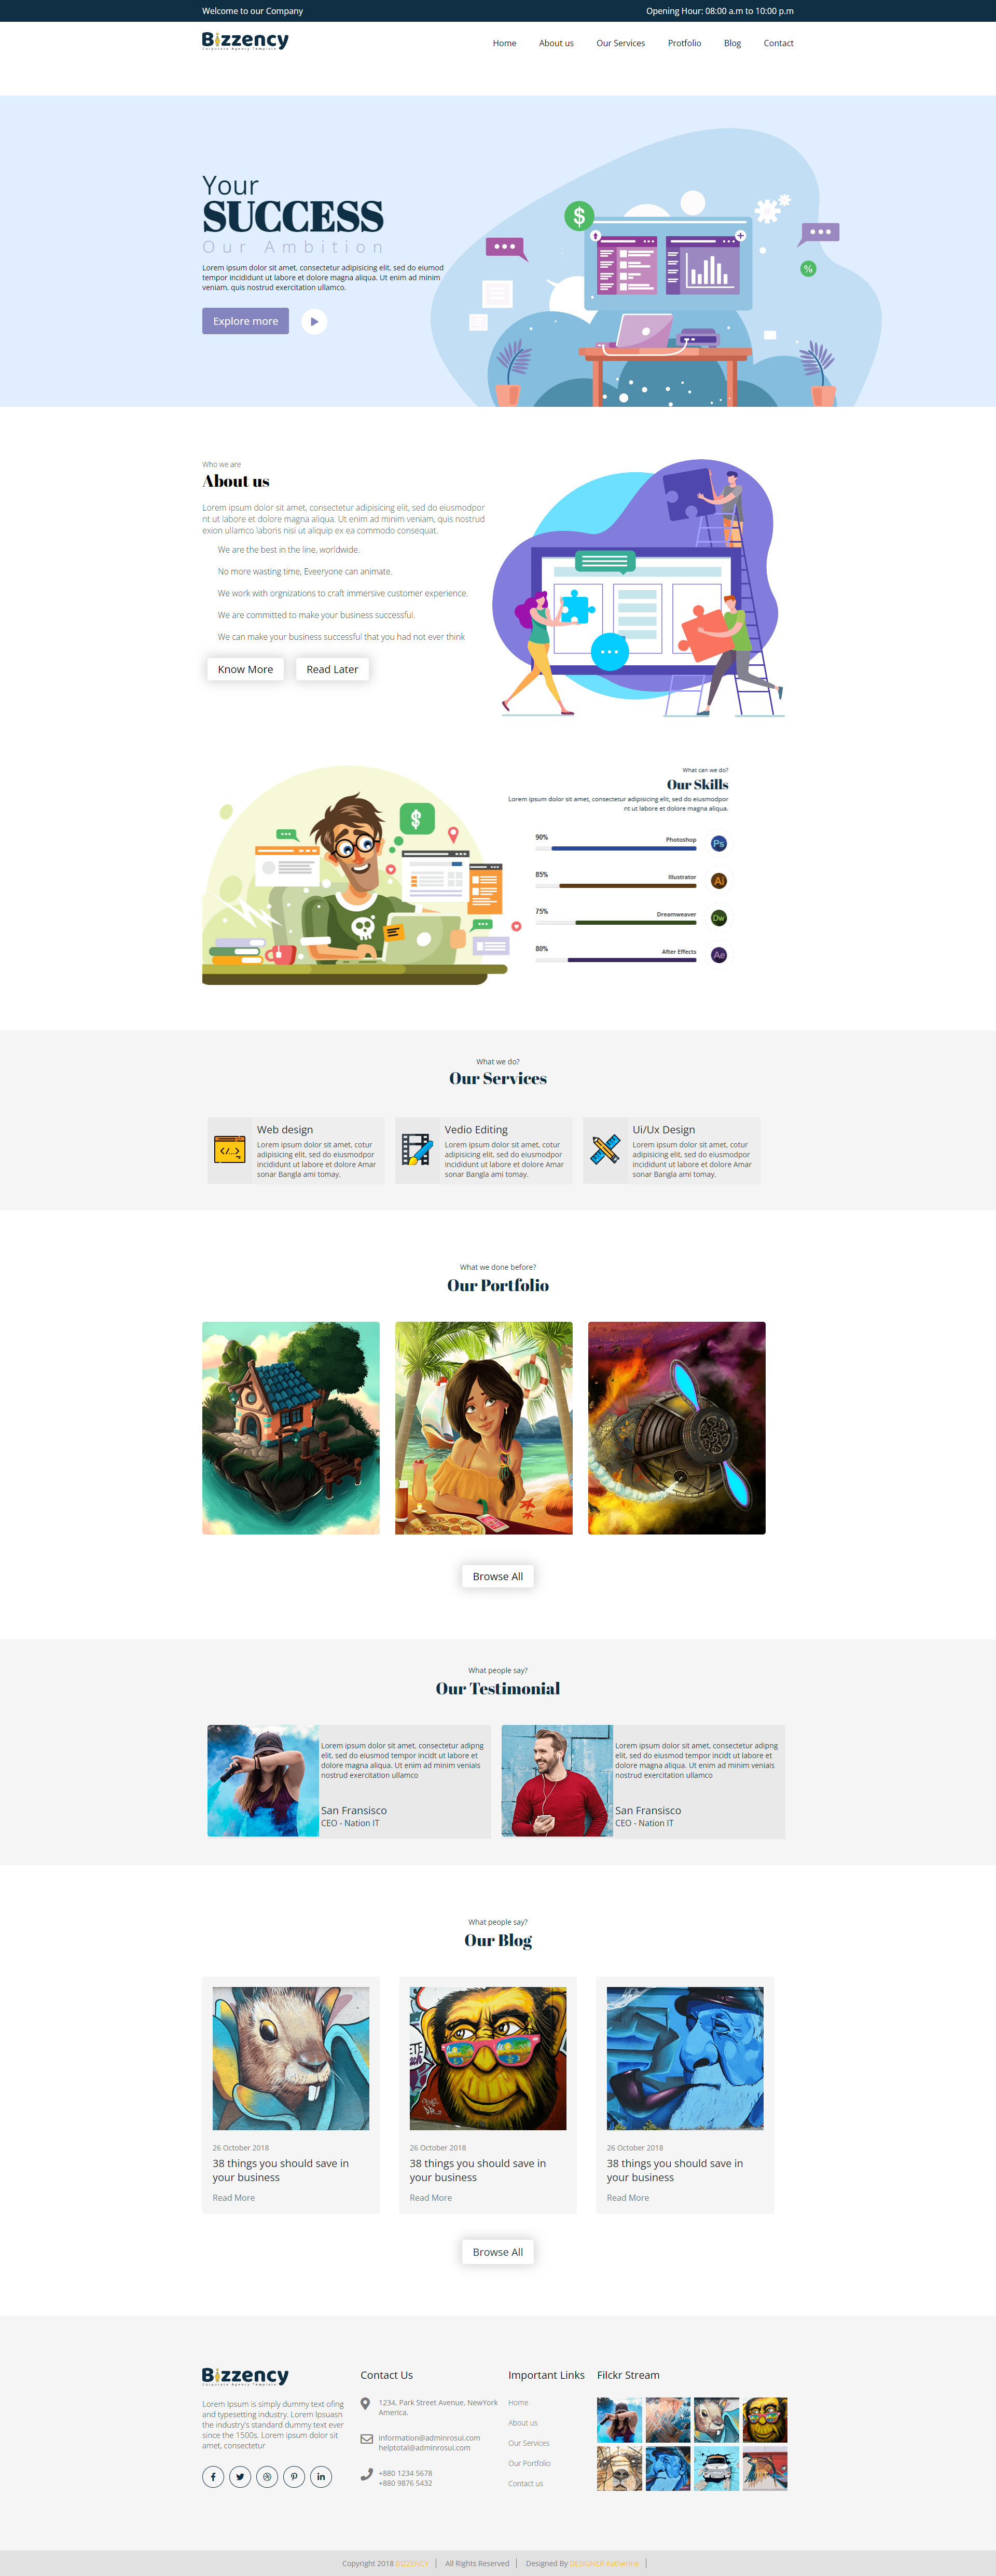 Welcome to our Company
Opening Hour: 08:00 a.m to 10:00 p.m
Bizzency
Corporate Agency Template
Home
About us
Our Services
Protfolio
Blog
Contact
Your
SUCCESS
Our Ambition
Lorem ipsum dolor sit amet, consectetur adipisicing elit, sed do eiumod
tempor incididunt ut labore et dolore magna aliqua. Ut enim ad minim
veniam, quis nostrud exercitation ullamco.
Explore more
Who we are
About us
Lorem ipsum dolor sit amet, consectetur adipisicing elit, sed do eiusmodpor
nt ut labore et dolore magna aliqua. Ut enim ad minim veniam, quis nostrud
exion ullamco laboris nisi ut aliquip ex ea commodo consequat.
We are the best in the line, worldwide.
No more wasting time, Eveeryone can animate.
We work with orgnizations to craft immersive customer experience.
We are committed to make your business successful.
We can make your business successful that you had not ever think
Know More
Read Later
What can we do?
Our Skills
Lorem ipsum dolor sit amet, consectetur adipisicing elit, sed do eiusmodpor
nt ut labore et dolore magna aliqua.
90%
Photoshop
Ps
85%
Illustrator
Ai
75%
Dreamweaver
Dw
80%
After Effects
Ae
What we do?
Our Services
Web design
Lorem ipsum dolor sit amet, cotur
adipisicing elit, sed do eiusmodpor
incididunt ut labore et dolore Amar
sonar Bangla ami tomay.
Vedio Editing
Lorem ipsum dolor sit amet, cotur
adipisicing elit, sed do eiusmodpor
incididunt ut labore et dolore Amar
sonar Bangla ami tomay.
Ui/Ux Design
Lorem ipsum dolor sit amet, cotur
adipisicing elit, sed do eiusmodpor
incididunt ut labore et dolore Amar
sonar Bangla ami tomay.
What we done before?
Our Portfolio
Browse All
What people say?
Our Testimonial
Lorem ipsum dolor sit amet, consectetur adipng
elit, sed do eiusmod tempor incidt ut labore et
dolore magna aliqua. Ut enim ad minim veniais
nostrud exercitation ullamco
San Fransisco
CEO - Nation IT
Lorem ipsum dolor sit amet, consectetur adipng
elit, sed do eiusmod tempor incidt ut labore et
dolore magna aliqua. Ut enim ad minim veniais
nostrud exercitation ullamco
San Fransisco
CEO - Nation IT
What people say?
Our Blog
26 October 2018
38 things you should save in
your business
Read More
26 October 2018
38 things you should save in
your business
Read More
26 October 2018
38 things you should save in
your business
Read More
Browse All
Bizzency
Corporate Agency Template
Lorem Ipsum is simply dummy text ofing
and typesetting industry. Lorem Ipsuasn
the industry's standard dummy text ever
since the 1500s. Lorem ipsum dolor sit
amet, consectetur
Contact Us
1234, Park Street Avenue, NewYork
America.
information@adminrosui.com
helptotal@adminrosui.com
+880 1234 5678
+880 9876 5432
Important Links
Home
About us
Our Services
Our Portfolio
Contact us
Filckr Stream
Copyright 2018 BIZZENCY | All Rights Reserved | Designed By DESIGNER Katherine |